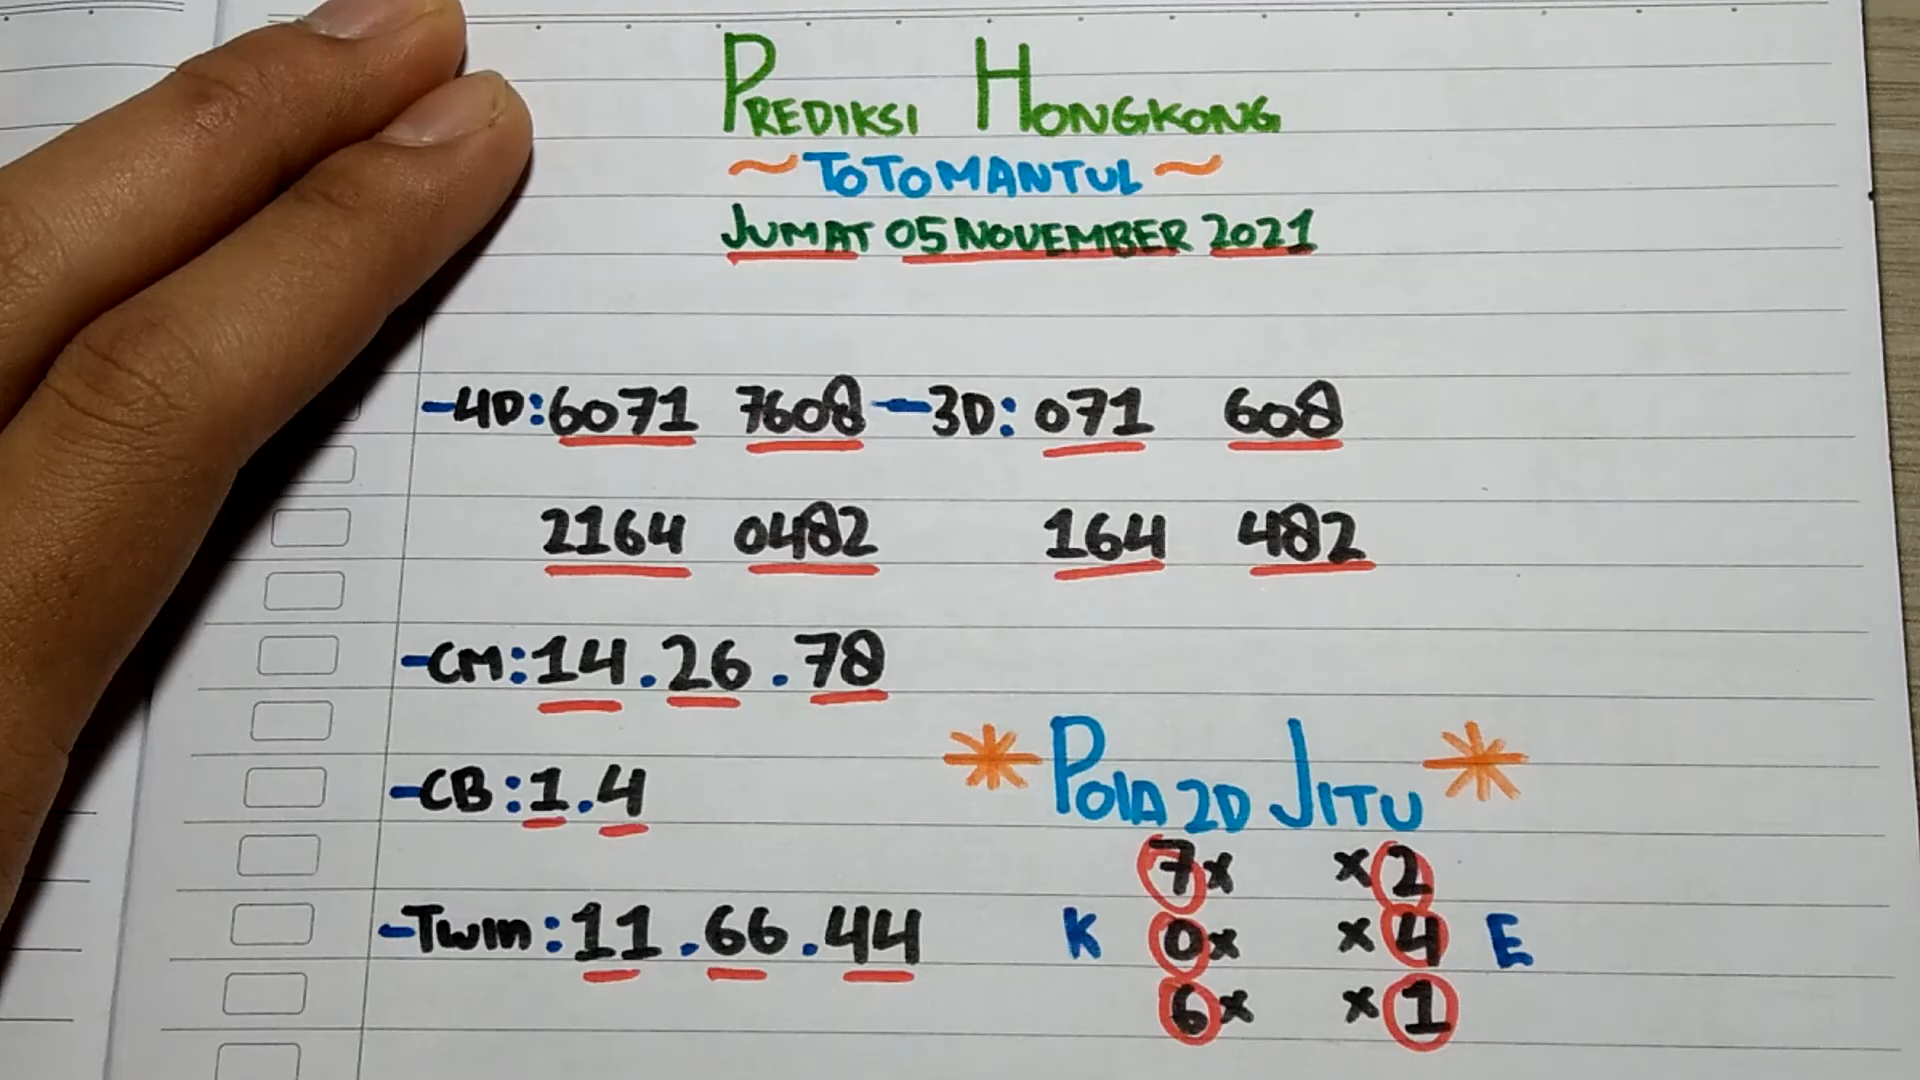 PREDIKSI HONGKONG
~TOTOMANTUL~
JUMAT 05 NOVEMBER 2021
-4D:6071 7608 -3D: 071 608
2164 0482 164 482
-CM:14.26.78
-CB:1.4
*POlA 2D JITU*
7x x2
-Twin:11.66.44 K 0x x4 E
6x x1